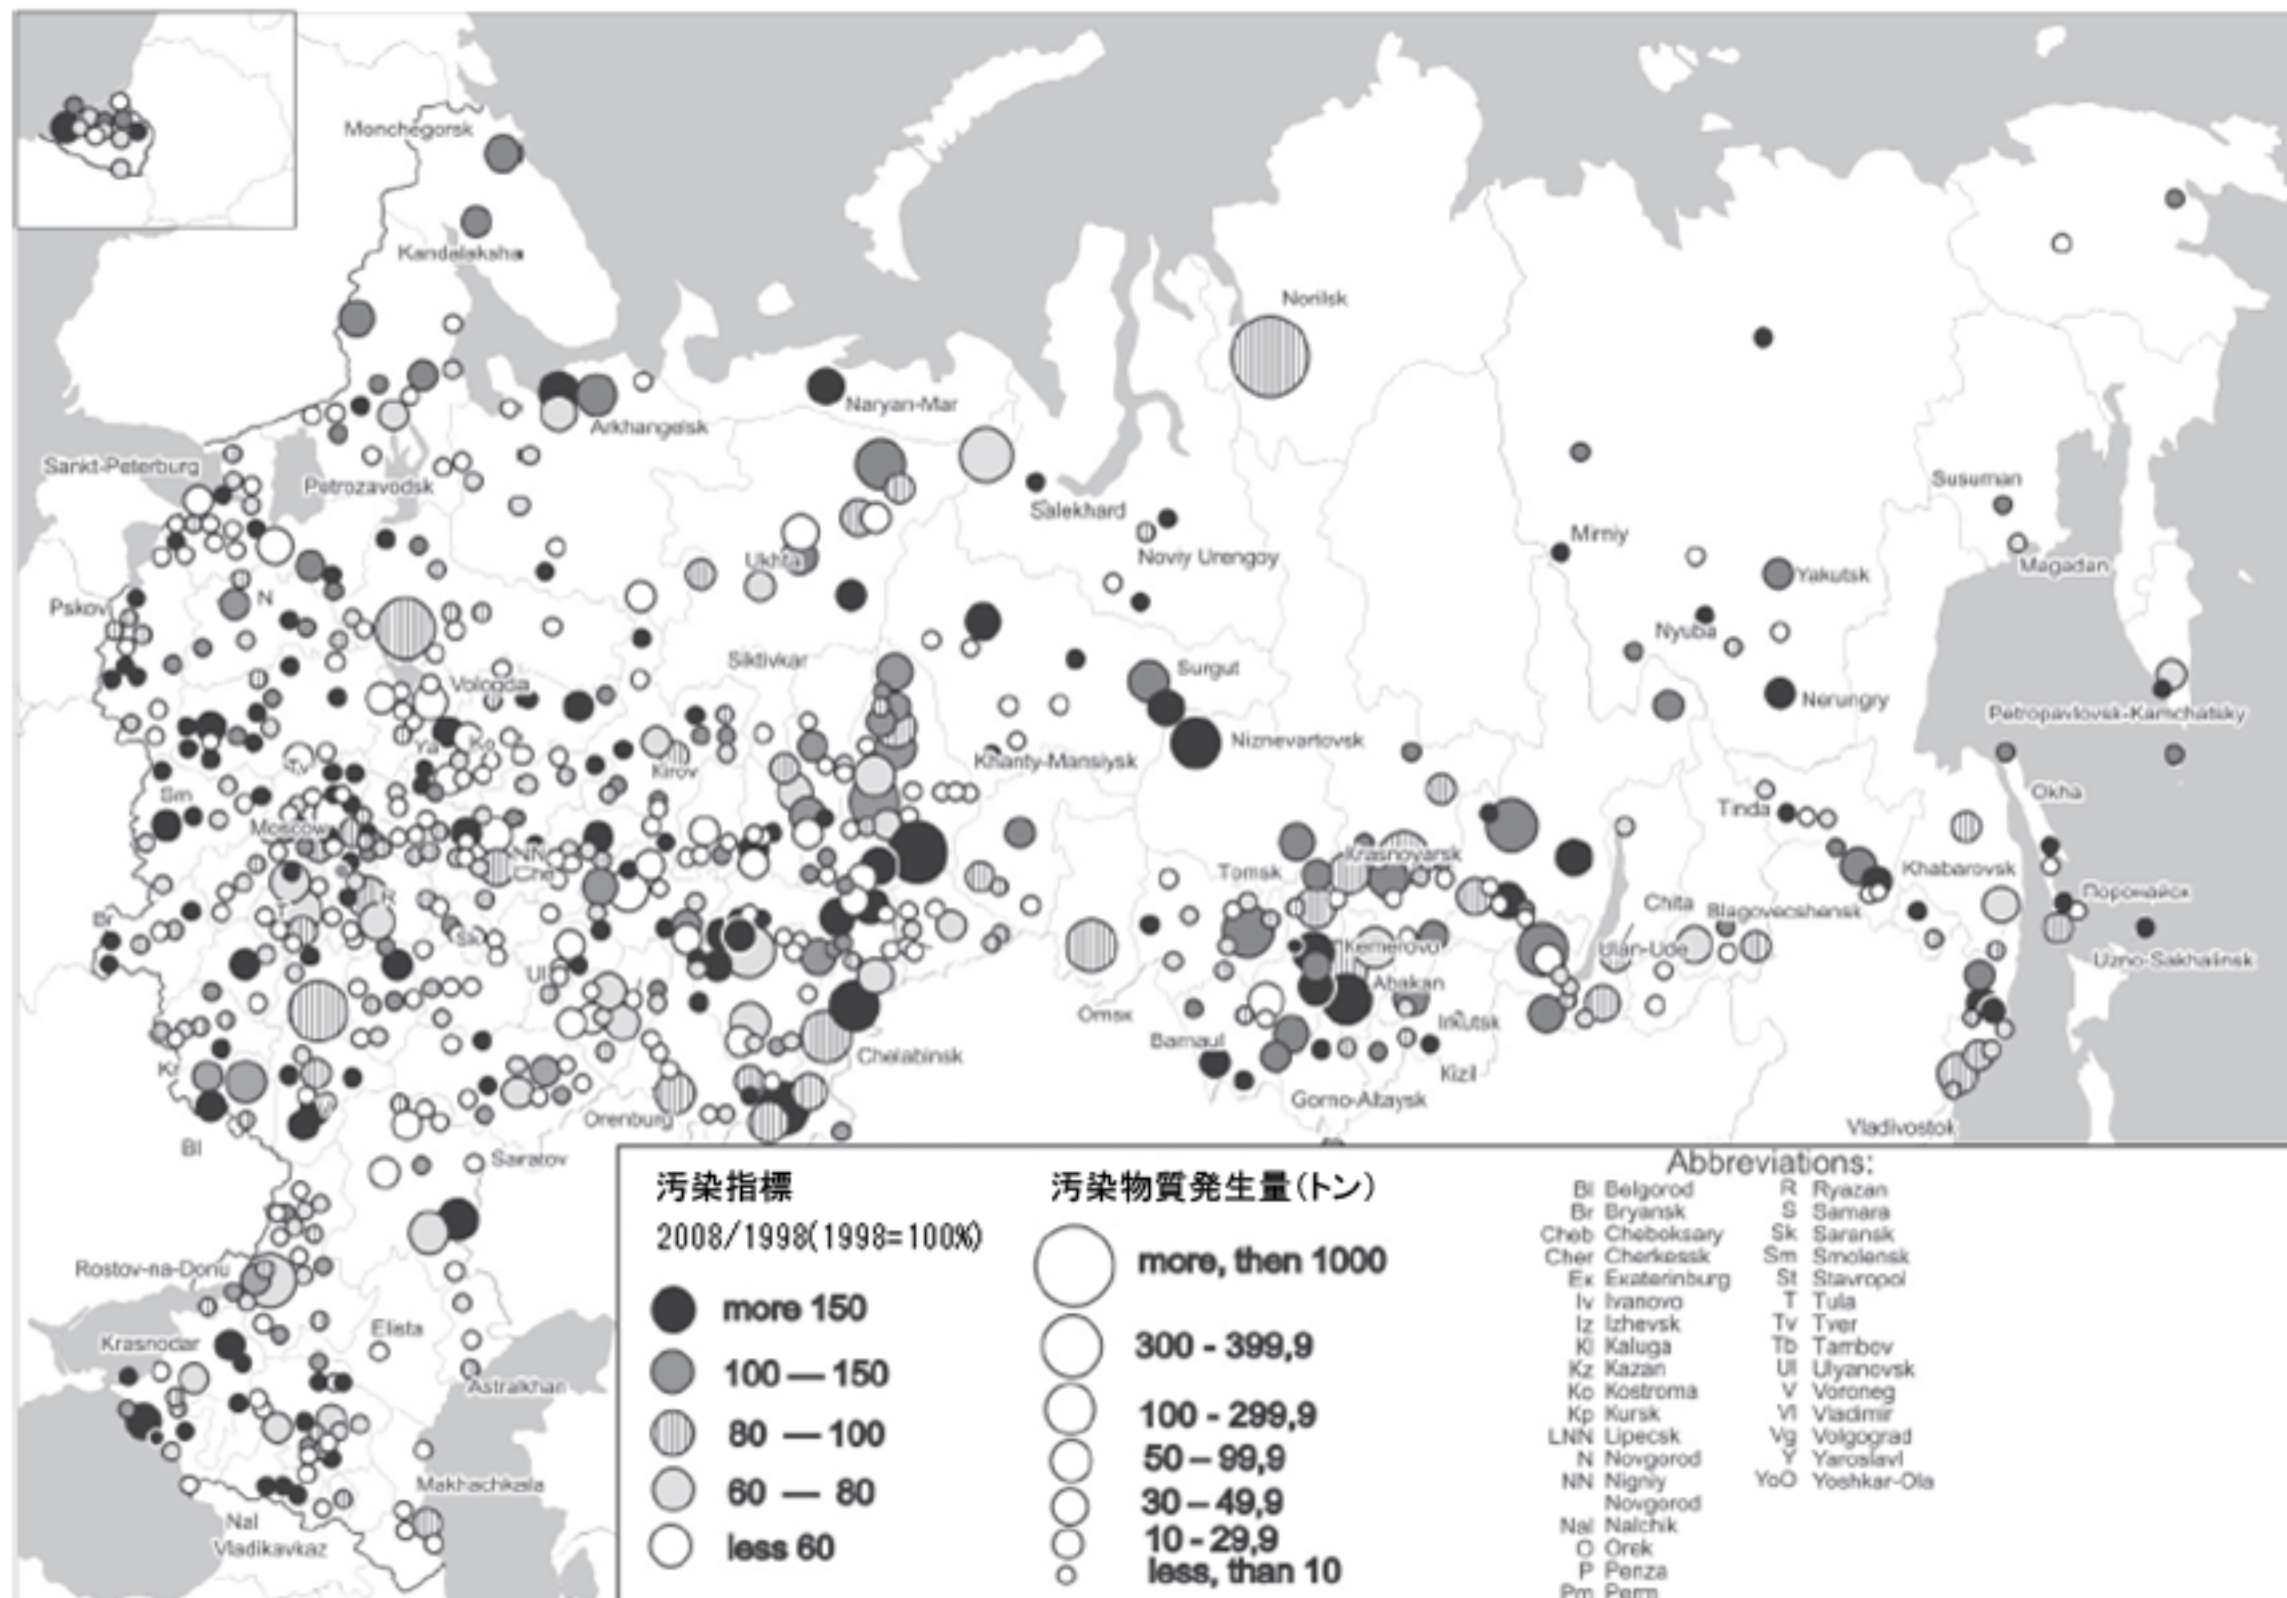 Monchegorsk
Kandalaksha
Norilsk
Naryan-Mar
Arkhangelsk
Sankt-Peterburg
Petrozavodsk
Salekhard
Noviy Urengoy
Susuman
Mirniy
Magadan
Yakutsk
Ukhta
Pskov
N
Nyuba
Siktivkar
Surgut
Vologda
Nerungry
Petropavlovsk-Kamchatsky
Niznevartovsk
Ya
Ko
Khanty-Mansiysk
Tv
Kirov
Sm
Okha
Tinda
Moscow
NN
Krasnoyarsk
Khabarovsk
Che
Tomsk
R
Chita
Blagovecshensk
Поронайск
Br
T
Sk
Kemerovo
Ulan-Ude
Uzno-Sakhalinsk
Ul
Abakan
Omsk
Irkutsk
Barnaul
Chelabinsk
Kizil
Gorno-Altaysk
Orenburg
Vladivostok
Bl
Saratov
Rostov-na-Donu
Elista
Krasnodar
Astrakhan
Makhachkala
Nal
Vladikavkaz
汚染指標
2008/1998(1998=100%)
more 150
100 — 150
80 — 100
60 — 80
less 60
汚染物質発生量(トン)
more, then 1000
300 - 399,9
100 - 299,9
50 – 99,9
30 – 49,9
10 - 29,9
less, than 10
Abbreviations:
Bl Belgorod
Br Bryansk
Cheb Cheboksary
Cher Cherkessk
Ex Exaterinburg
Iv Ivanovo
Iz Izhevsk
Kl Kaluga
Kz Kazan
Ko Kostroma
Kp Kursk
LNN Lipecsk
N Novgorod
NN Nigniy
Novgorod
Nal Nalchik
O Orek
P Penza
Pm Perm
R Ryazan
S Samara
Sk Saransk
Sm Smolensk
St Stavropol
T Tula
Tv Tver
Tb Tambov
Ul Ulyanovsk
V Voroneg
Vl Vladimir
Vg Volgograd
Y Yaroslavl
YoO Yoshkar-Ola